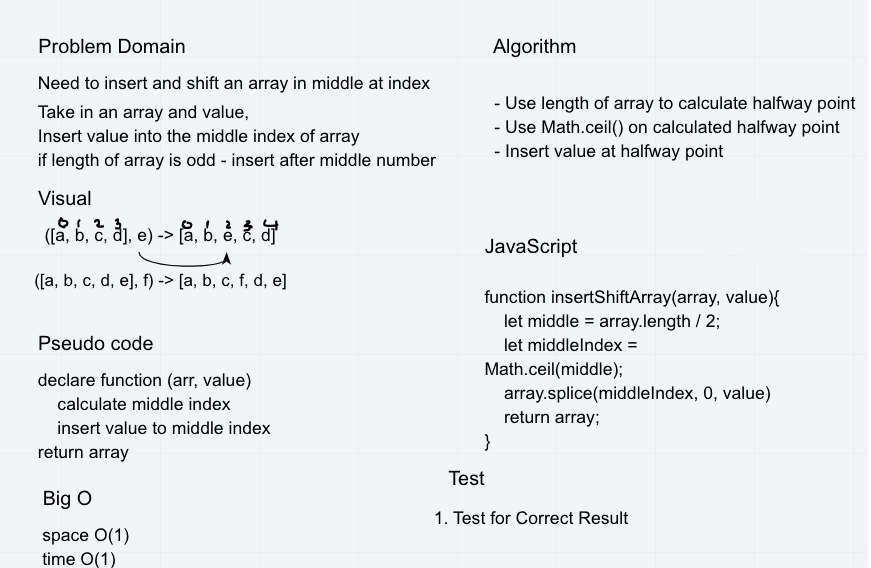 Problem Domain
Need to insert and shift an array in middle at index
Take in an array and value,
Insert value into the middle index of array
if length of array is odd - insert after middle number
Visual
0 1 2 3 0 1 2 3 4
([a, b, c, d], e) -> [a, b, e, c, d]
([a, b, c, d, e], f) -> [a, b, c, f, d, e]
Pseudo code
declare function (arr, value)
calculate middle index
insert value to middle index
return array
Big O
space O(1)
time O(1)
Algorithm
- Use length of array to calculate halfway point
- Use Math.ceil() on calculated halfway point
- Insert value at halfway point
JavaScript
function insertShiftArray(array, value){
let middle = array.length / 2;
let middleIndex =
Math.ceil(middle);
array.splice(middleIndex, 0, value)
return array;
}
Test
1. Test for Correct Result